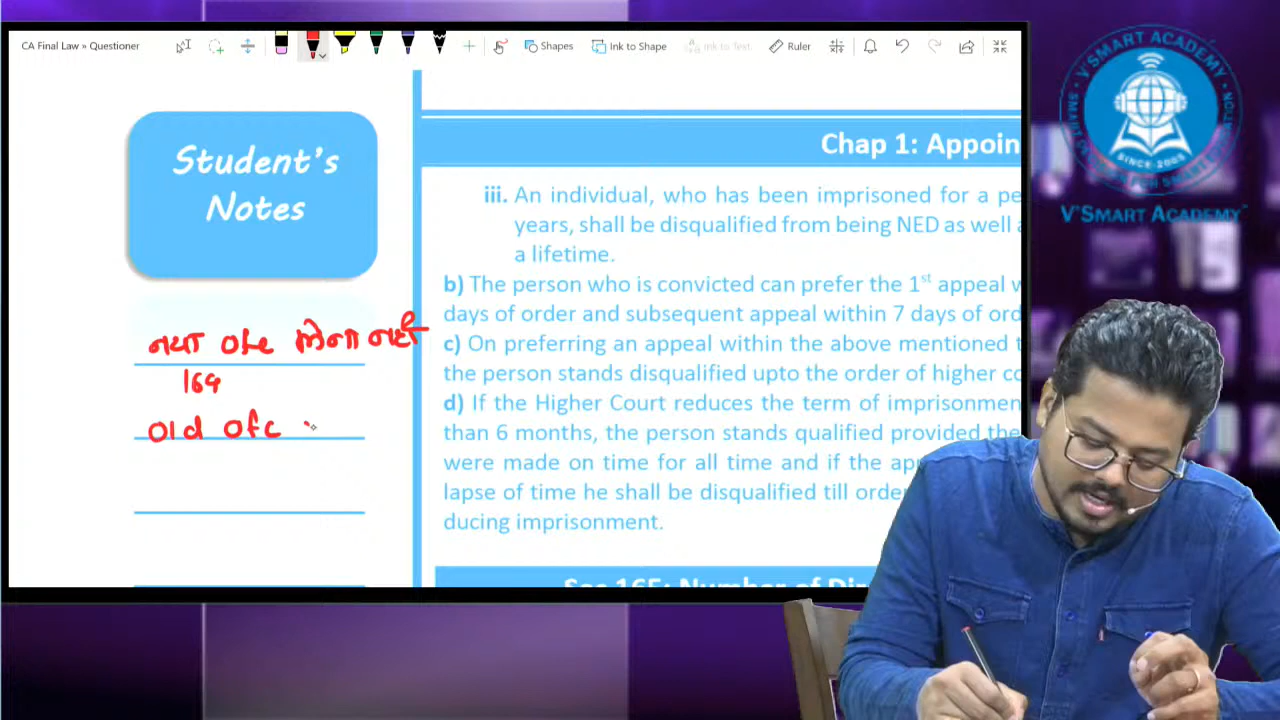 CA Final Law » Questioner
Shapes
Ink to Shape
Ink to Text
Ruler
V'SMART ACADEMY
SINCE-2005
V'SMART ACADEMY
Student's
Notes
Chap 1: Appoin
iii. An individual, who has been imprisoned for a pe
years, shall be disqualified from being NED as well a
a lifetime.
b) The person who is convicted can prefer the 1st appeal w
days of order and subsequent appeal within 7 days of ord
c) On preferring an appeal within the above mentioned t
the person stands disqualified upto the order of higher co
d) If the Higher Court reduces the term of imprisonmen
than 6 months, the person stands qualified provided the
were made on time for all time and if the app
lapse of time he shall be disqualified till order
ducing imprisonment.
नया ofc
164
old ofc